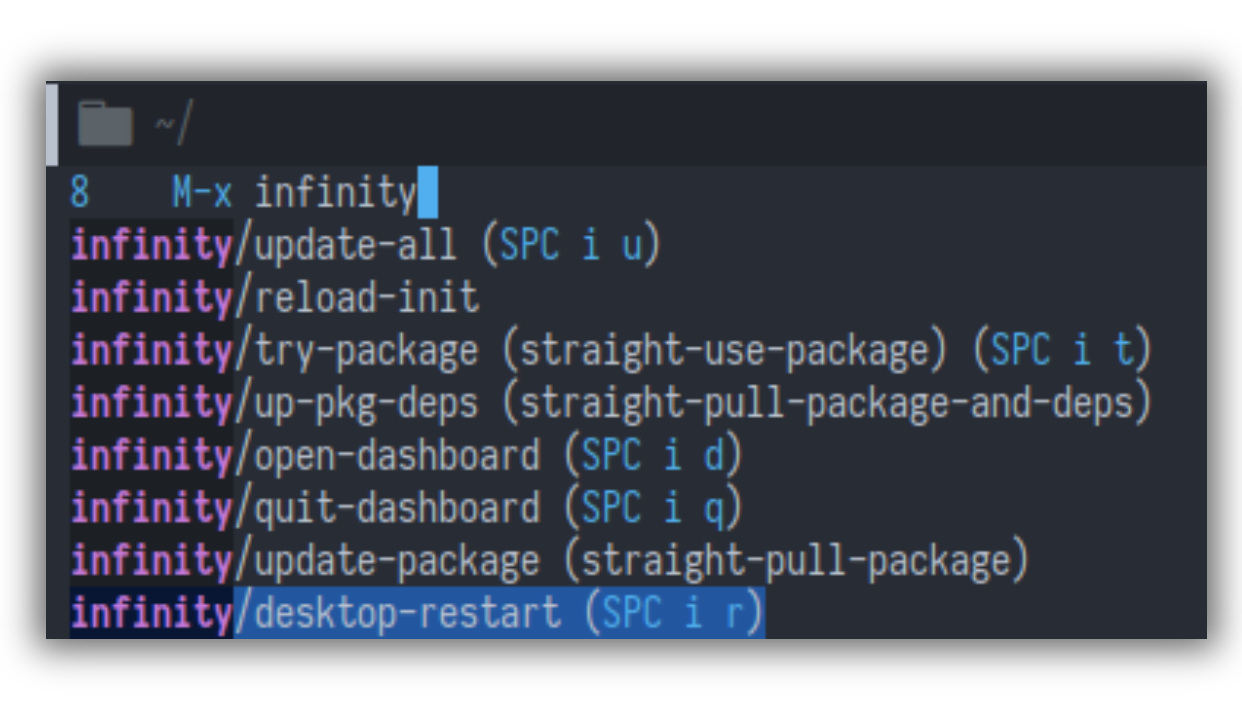 ~/
8 M-x infinity
infinity/update-all (SPC i u)
infinity/reload-init
infinity/try-package (straight-use-package) (SPC i t)
infinity/up-pkg-deps (straight-pull-package-and-deps)
infinity/open-dashboard (SPC i d)
infinity/quit-dashboard (SPC i q)
infinity/update-package (straight-pull-package)
infinity/desktop-restart (SPC i r)